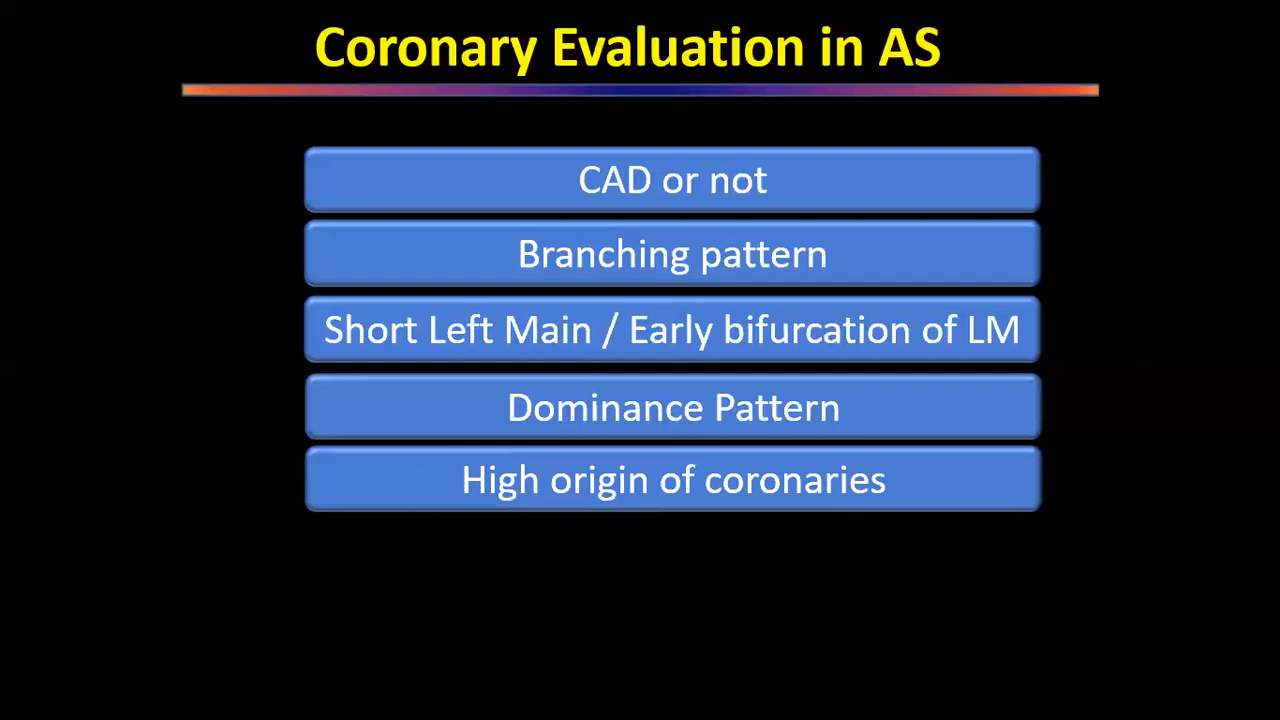 Coronary Evaluation in AS
CAD or not
Branching pattern
Short Left Main / Early bifurcation of LM
Dominance Pattern
High origin of coronaries